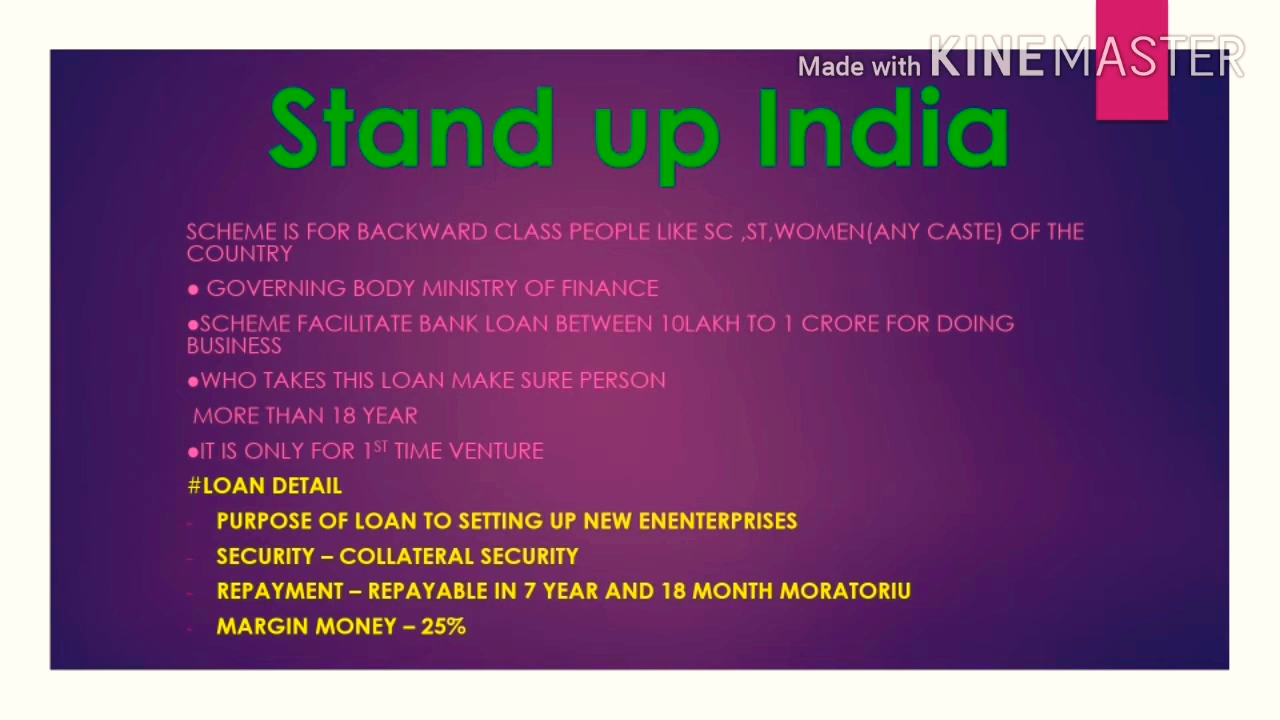 Made with KINEMASTER
Stand up India
SCHEME IS FOR BACKWARD CLASS PEOPLE LIKE SC ,ST,WOMEN(ANY CASTE) OF THE
COUNTRY
● GOVERNING BODY MINISTRY OF FINANCE
●SCHEME FACILITATE BANK LOAN BETWEEN 10LAKH TO 1 CRORE FOR DOING
BUSINESS
●WHO TAKES THIS LOAN MAKE SURE PERSON
MORE THAN 18 YEAR
●IT IS ONLY FOR 1ST TIME VENTURE
#LOAN DETAIL
- PURPOSE OF LOAN TO SETTING UP NEW ENENTERPRISES
- SECURITY – COLLATERAL SECURITY
- REPAYMENT – REPAYABLE IN 7 YEAR AND 18 MONTH MORATORIU
- MARGIN MONEY – 25%